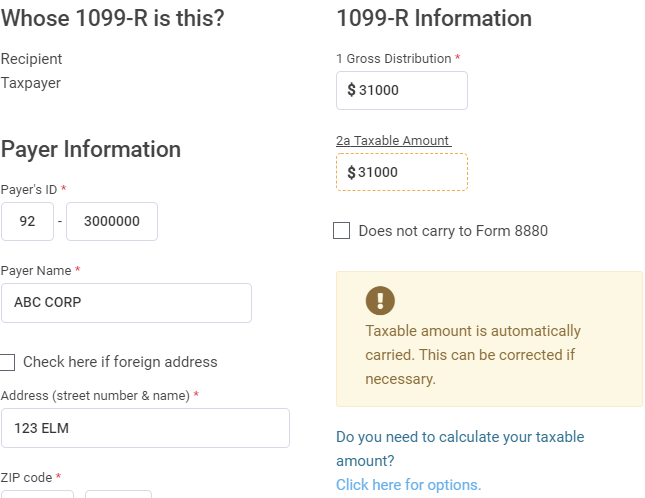 Whose 1099-R is this?
Recipient
Taxpayer
Payer Information
Payer's ID *
92 - 3000000
Payer Name *
ABC CORP
Check here if foreign address
Address (street number & name) *
123 ELM
ZIP code *
1099-R Information
1 Gross Distribution *
$ 31000
2a Taxable Amount
$ 31000
Does not carry to Form 8880
Taxable amount is automatically
carried. This can be corrected if
necessary.
Do you need to calculate your taxable
amount?
Click here for options.